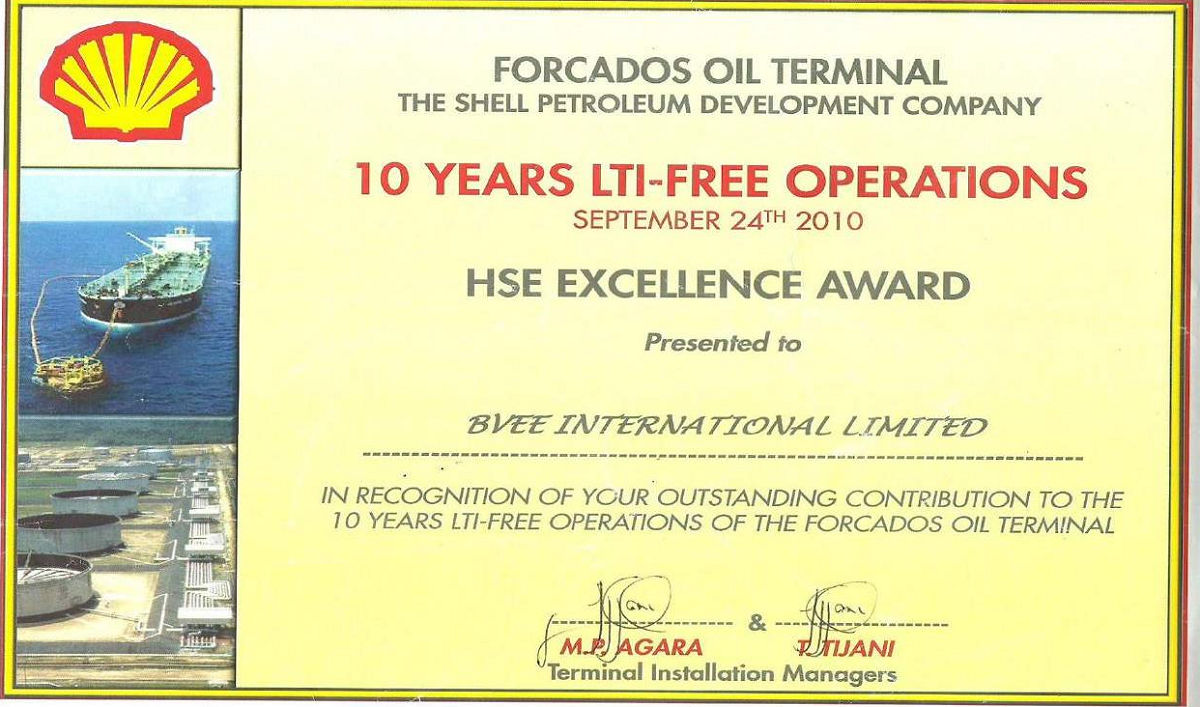 FORCADOS OIL TERMINAL
THE SHELL PETROLEUM DEVELOPMENT COMPANY
10 YEARS LTI-FREE OPERATIONS
SEPTEMBER 24TH 2010
HSE EXCELLENCE AWARD
Presented to
BVEE INTERNATIONAL LIMITED
IN RECOGNITION OF YOUR OUTSTANDING CONTRIBUTION TO THE
10 YEARS LTI-FREE OPERATIONS OF THE FORCADOS OIL TERMINAL
&
M.P. AGARA T. TIJANI
Terminal Installation Managers